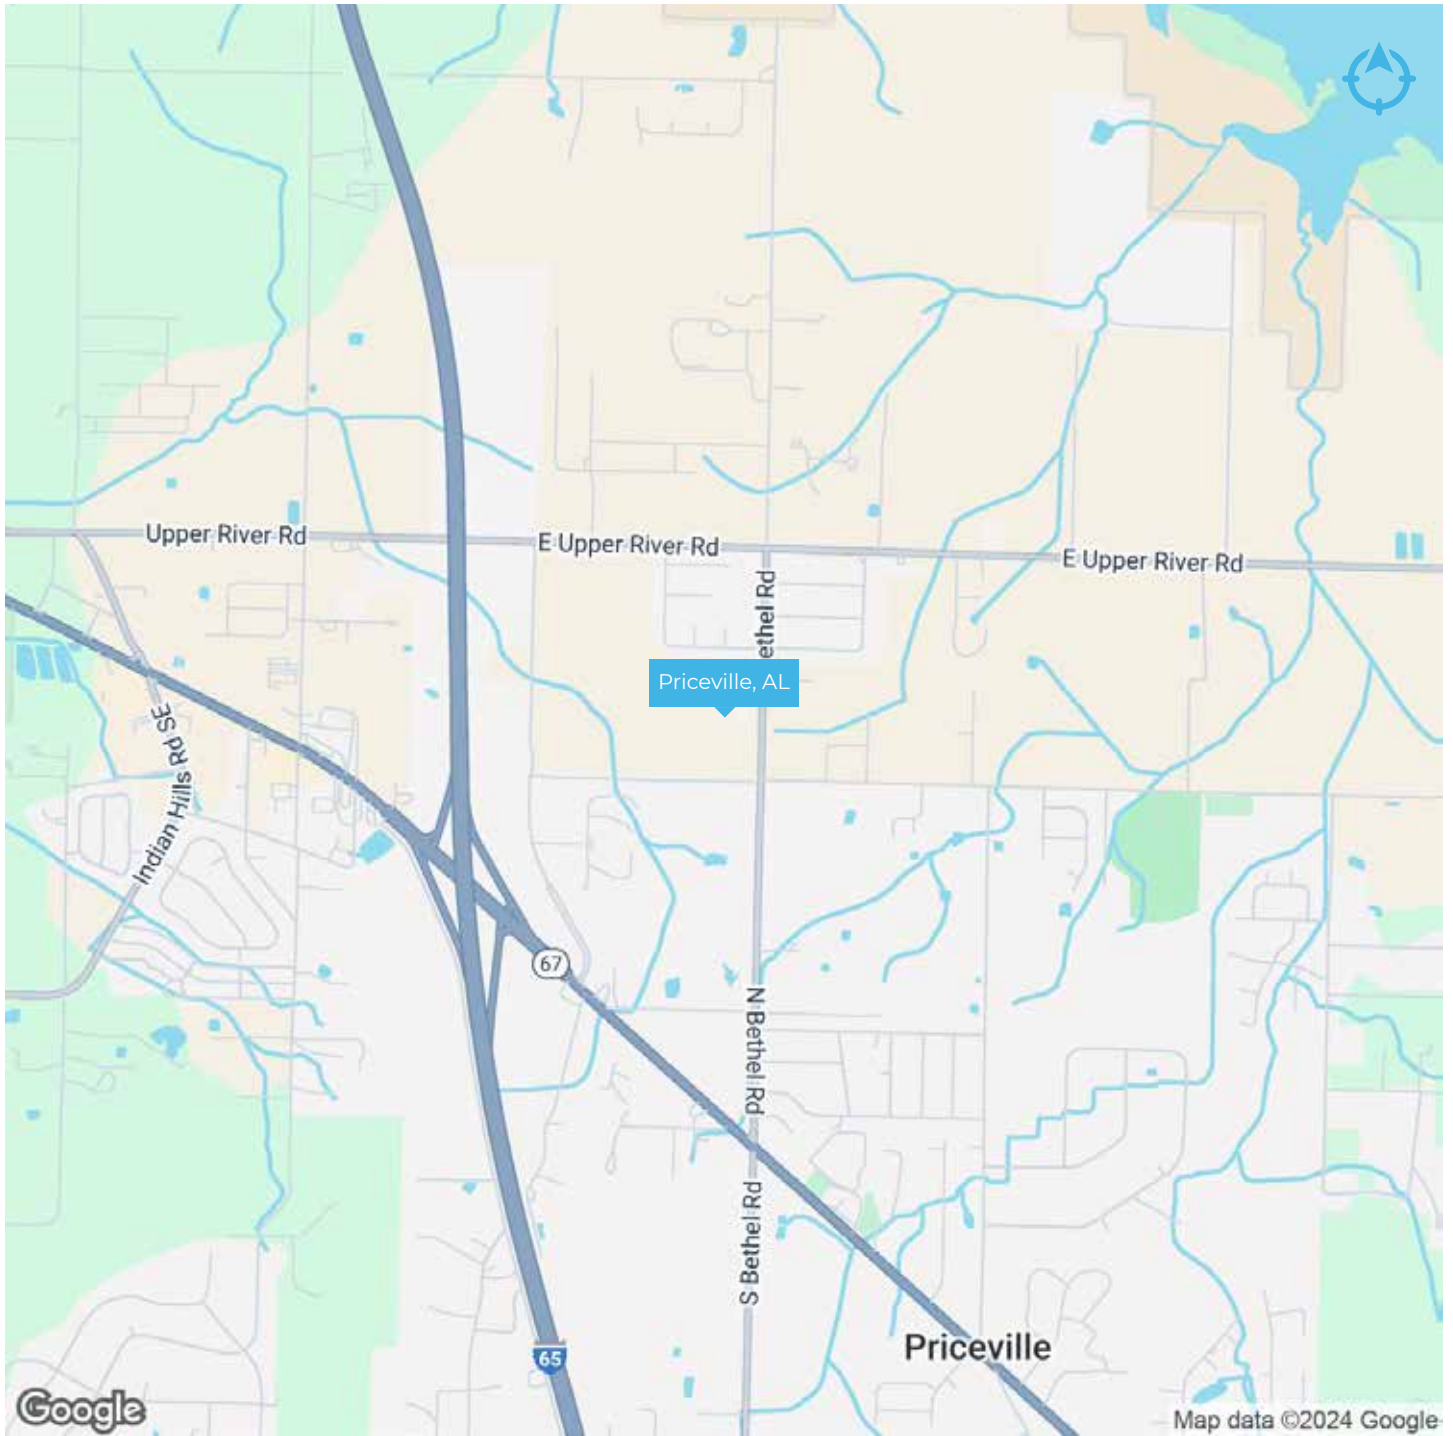 Upper River Rd
E Upper River Rd
E Upper River Rd
ethel Rd
Priceville, AL
Indian Hills Rd SE
67
N Bethel Rd
S Bethel Rd
Priceville
65
Google
Map data ©2024 Google